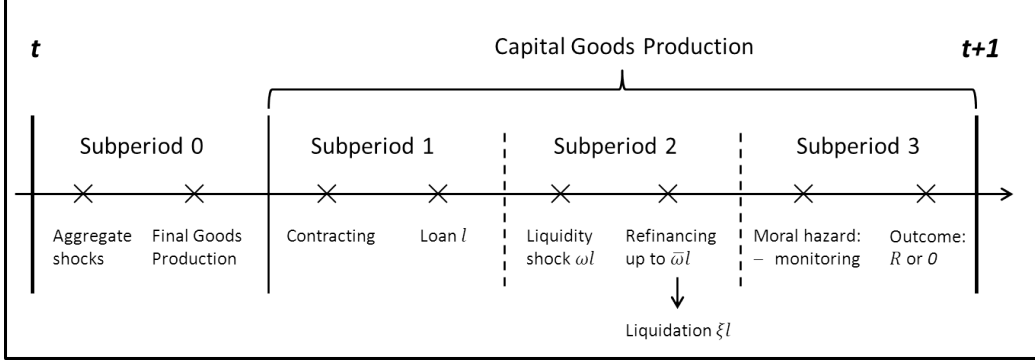 t
Capital Goods Production
t+1
Subperiod 0
Subperiod 1
Subperiod 2
Subperiod 3
Aggregate
shocks
Final Goods
Production
Contracting
Loan l
Liquidity
shock ωl
Refinancing
up to ω̅l
Moral hazard:
– monitoring
Outcome:
R or 0
Liquidation ξl